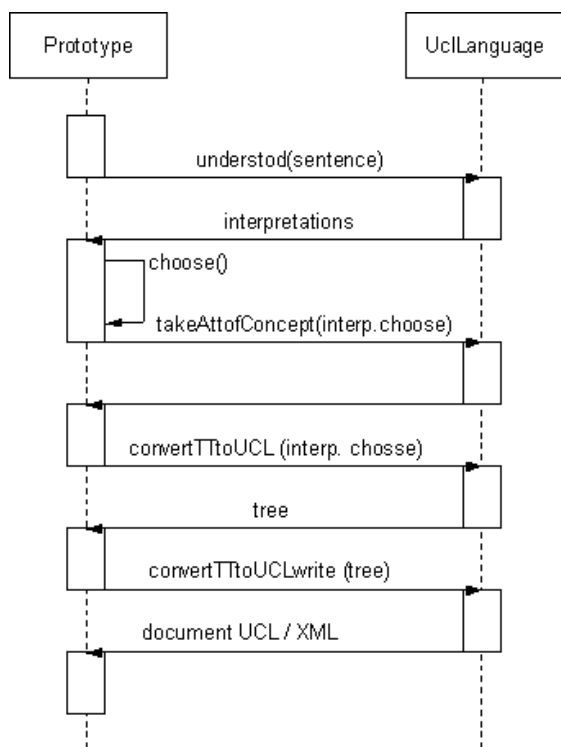 Prototype
UclLanguage
understod(sentence)
interpretations
choose()
takeAttofConcept(interp.choose)
convertTTtoUCL (interp. chosse)
tree
convertTTtoUCLwrite (tree)
document UCL / XML